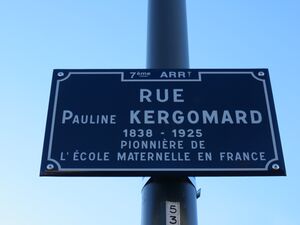 7ème ARRT
RUE
PAULINE KERGOMARD
1838 - 1925
PIONNIÈRE DE
L'ÉCOLE MATERNELLE EN FRANCE
53